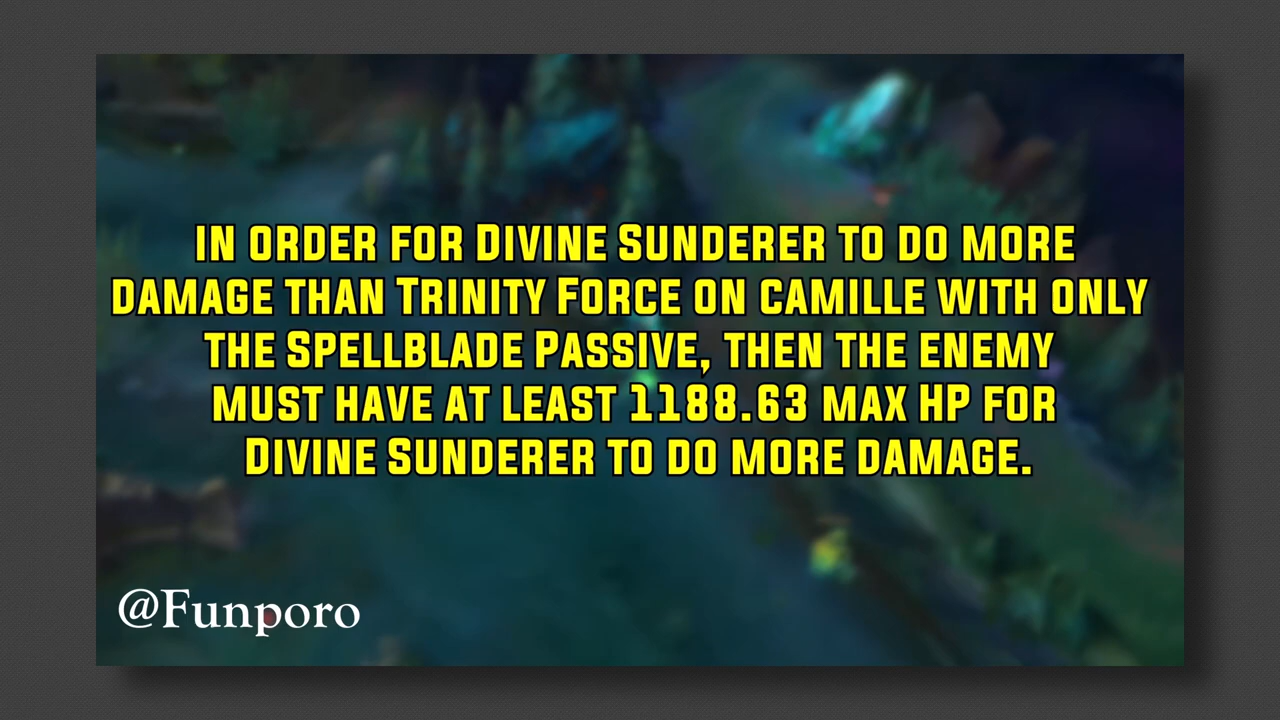 IN ORDER FOR DIVINE SUNDERER TO DO MORE
DAMAGE THAN TRINITY FORCE ON CAMILLE WITH ONLY
THE SPELLBLADE PASSIVE, THEN THE ENEMY
MUST HAVE AT LEAST 1188.63 MAX HP FOR
DIVINE SUNDERER TO DO MORE DAMAGE.
@Funporo